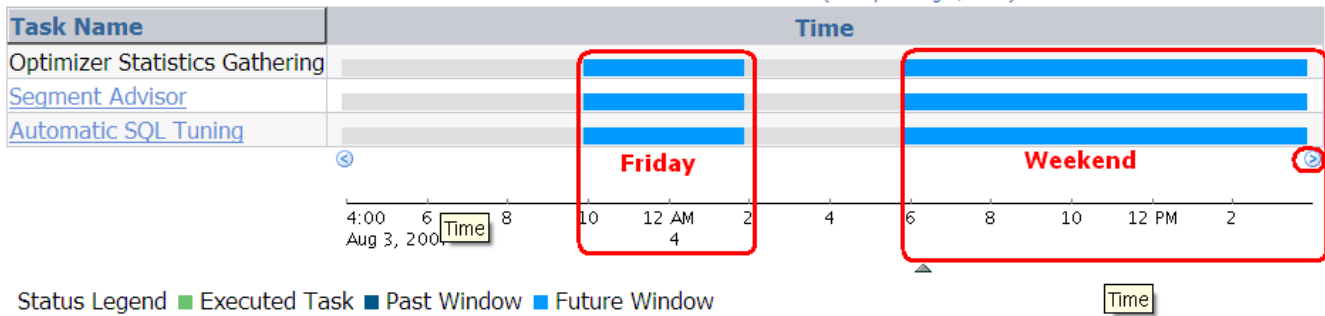 Task Name Time
Optimizer Statistics Gathering
Segment Advisor
Automatic SQL Tuning
Friday Weekend
4:00 6 8 10 12 AM 2 4 6 8 10 12 PM 2
Aug 3, 4
Time
Status Legend Executed Task Past Window Future Window
Time